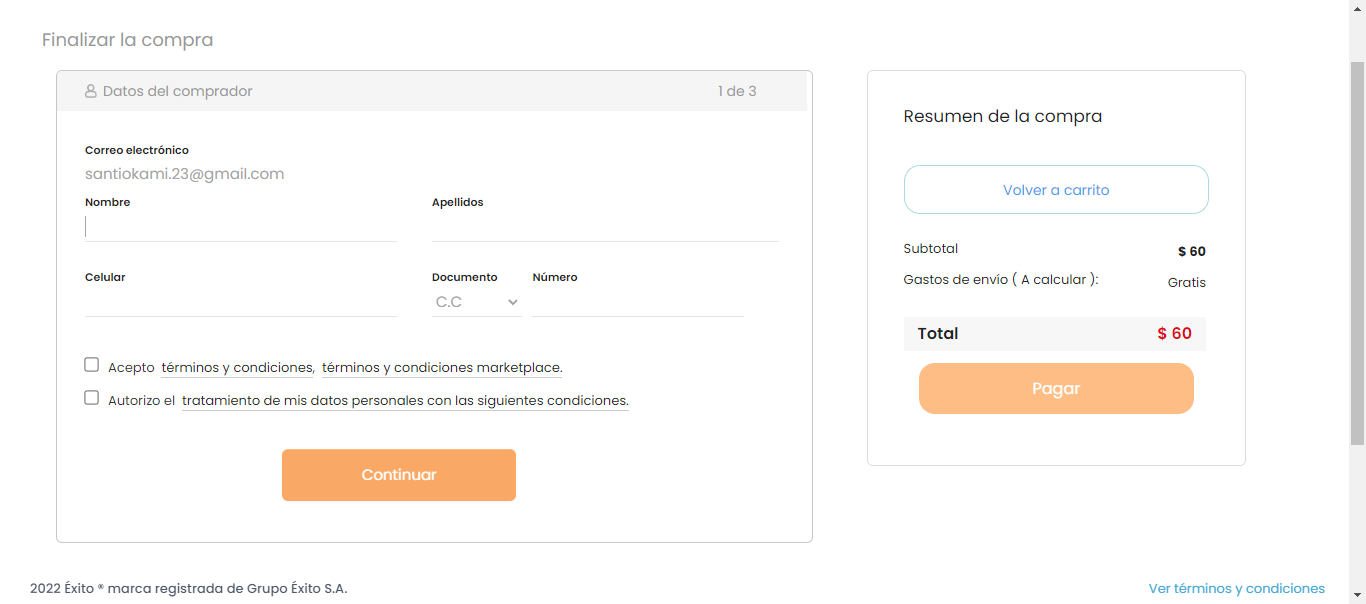 Finalizar la compra
Datos del comprador 1 de 3
Correo electrónico
santiokami.23@gmail.com
Nombre Apellidos
Celular Documento Número
C.C
Acepto términos y condiciones, términos y condiciones marketplace.
Autorizo el tratamiento de mis datos personales con las siguientes condiciones.
Continuar
Resumen de la compra
Volver a carrito
Subtotal $ 60
Gastos de envío ( A calcular ): Gratis
Total $ 60
Pagar
2022 Éxito ® marca registrada de Grupo Éxito S.A. Ver términos y condiciones